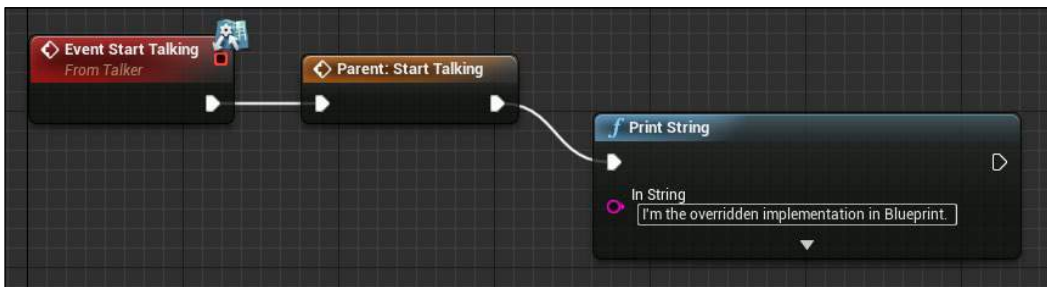 Event Start Talking
From Talker
Parent: Start Talking
f Print String
In String
I'm the overridden implementation in Blueprint.